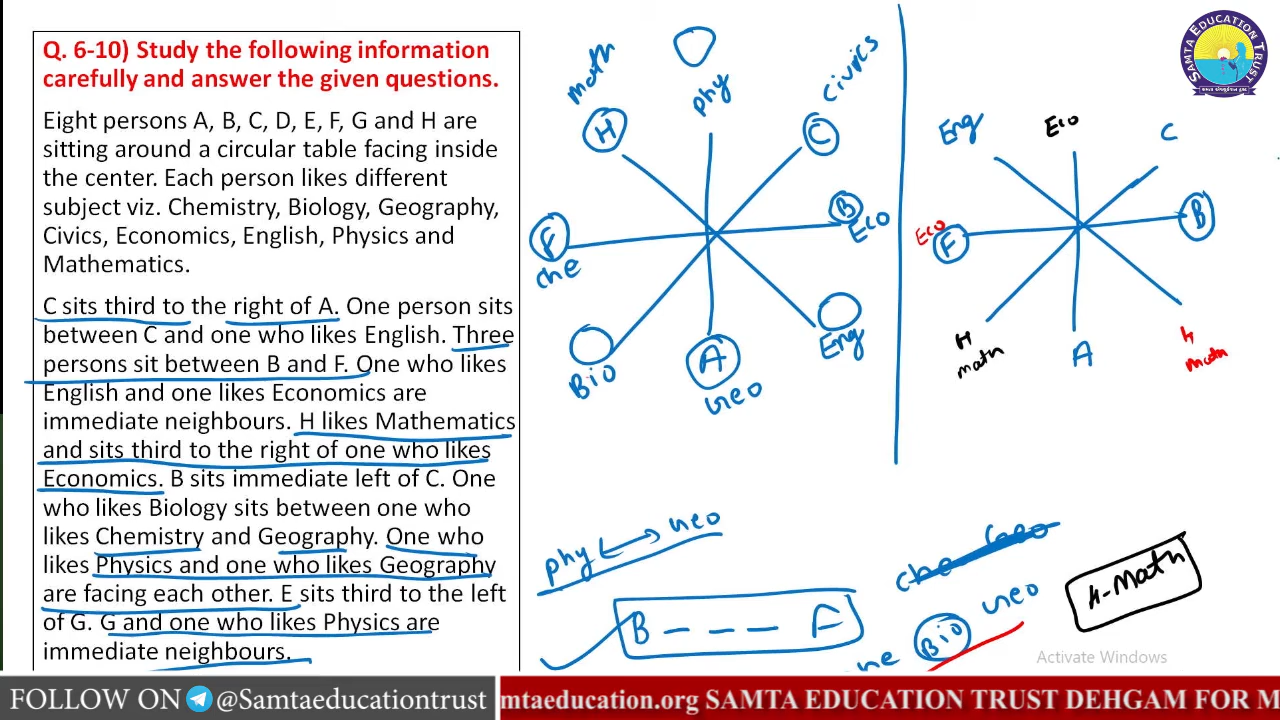 Q. 6-10) Study the following information
carefully and answer the given questions.
Eight persons A, B, C, D, E, F, G and H are
sitting around a circular table facing inside
the center. Each person likes different
subject viz. Chemistry, Biology, Geography,
Civics, Economics, English, Physics and
Mathematics.
C sits third to the right of A. One person sits
between C and one who likes English. Three
persons sit between B and F. One who likes
English and one likes Economics are
immediate neighbours. H likes Mathematics
and sits third to the right of one who likes
Economics. B sits immediate left of C. One
who likes Biology sits between one who
likes Chemistry and Geography. One who
likes Physics and one who likes Geography
are facing each other. E sits third to the left
of G. G and one who likes Physics are
immediate neighbours.
math
phy
civics
H
C
F
che
B
Eco
Bio
A
Geo
Eng
Eng
Eco
C
Eco
F
B
H
math
A
H
math
phy ↔ Geo
B - - - - F
che Geo
Bio Geo
H-Math
SAMTA EDUCATION TRUST
Activate Windows
FOLLOW ON @Samtaeducationtrust
mtaeducation.org SAMTA EDUCATION TRUST DEHGAM FOR M